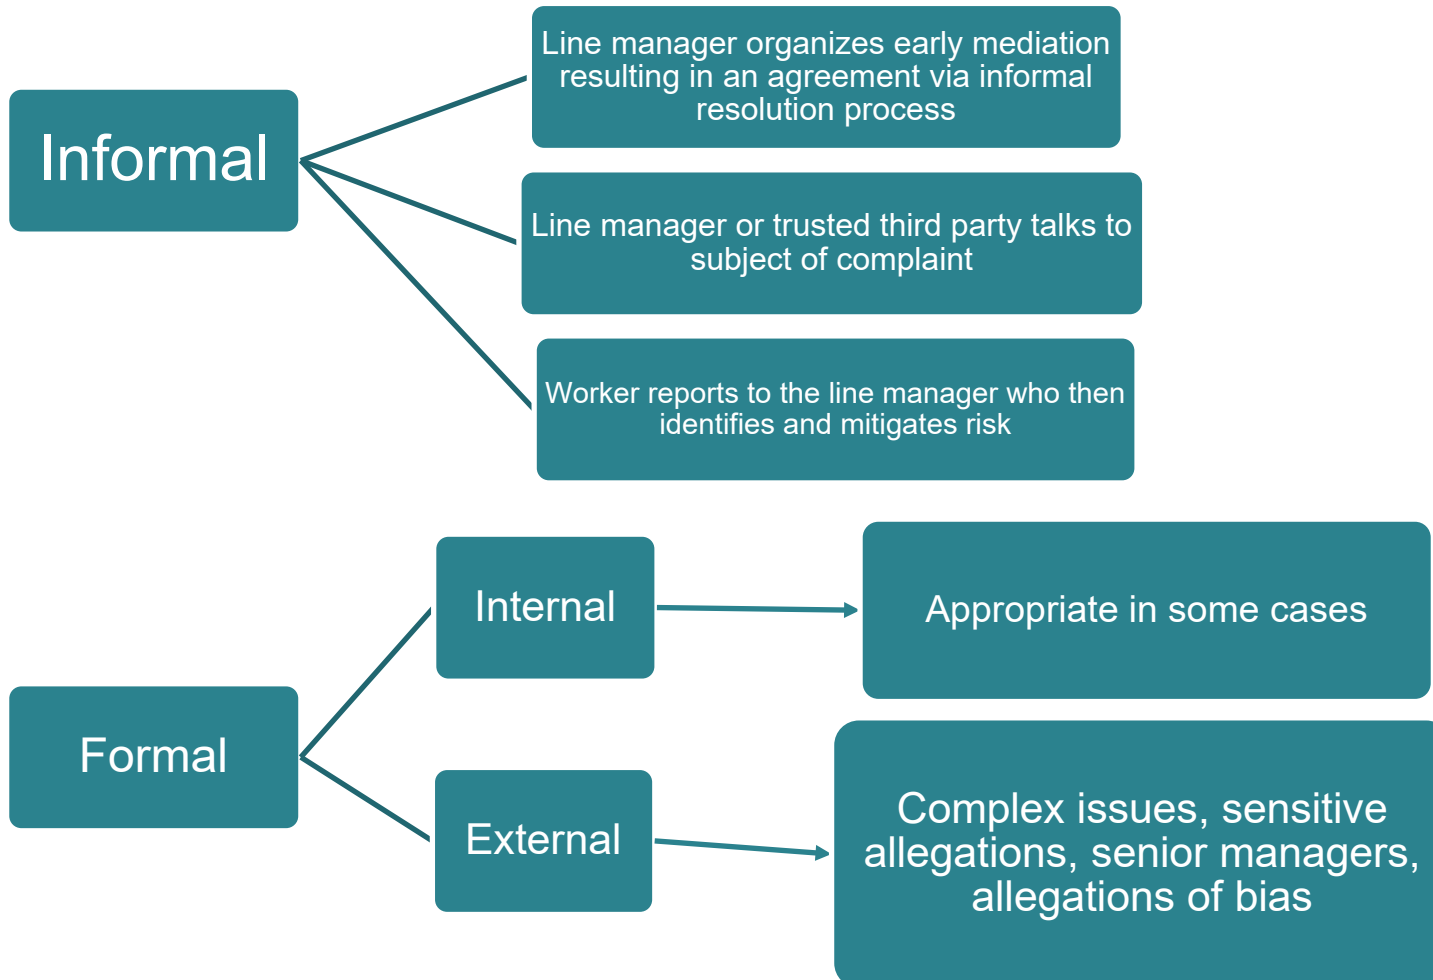 Informal
Line manager organizes early mediation
resulting in an agreement via informal
resolution process
Line manager or trusted third party talks to
subject of complaint
Worker reports to the line manager who then
identifies and mitigates risk
Formal
Internal
Appropriate in some cases
External
Complex issues, sensitive
allegations, senior managers,
allegations of bias